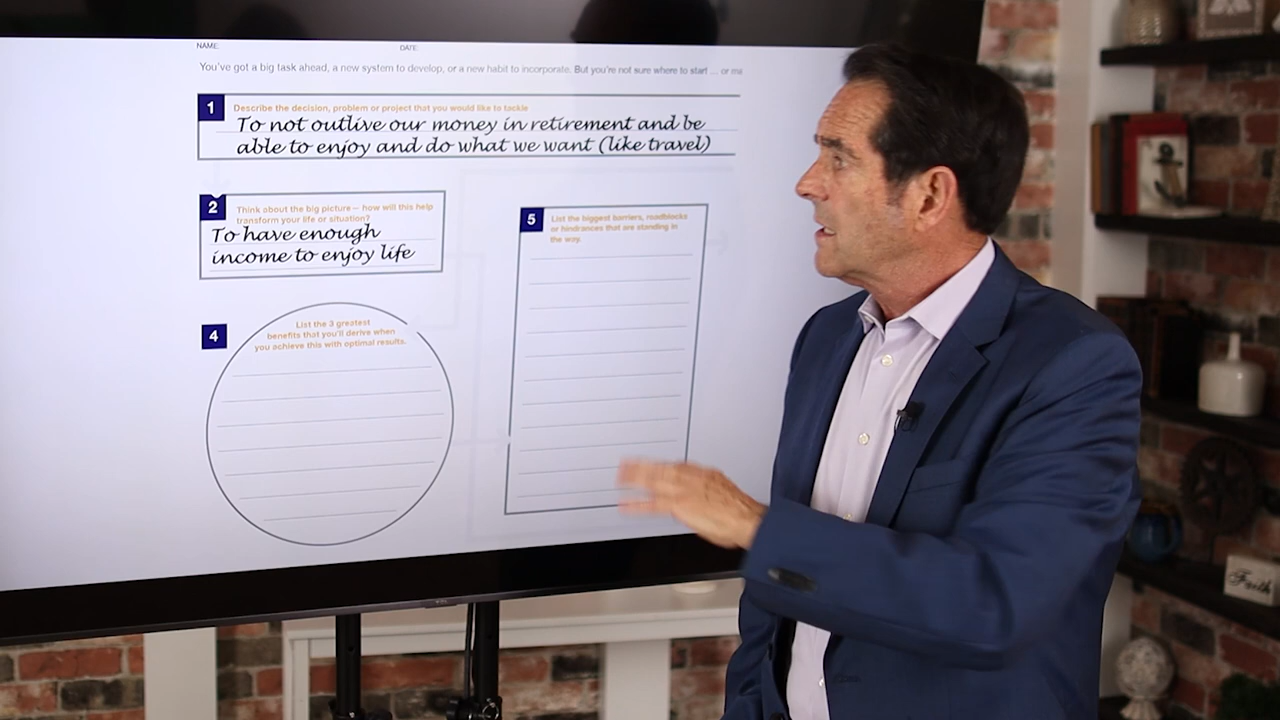 NAME: DATE:
You've got a big task ahead, a new system to develop, or a new habit to incorporate. But you're not sure where to start ... or ma
1 Describe the decision, problem or project that you would like to tackle
To not outlive our money in retirement and be
able to enjoy and do what we want (like travel)
2 Think about the big picture – how will this help
transform your life or situation?
To have enough
income to enjoy life
4 List the 3 greatest
benefits that you'll derive when
you achieve this with optimal results.
5 List the biggest barriers, roadblocks
or hindrances that are standing in
the way.
Faith